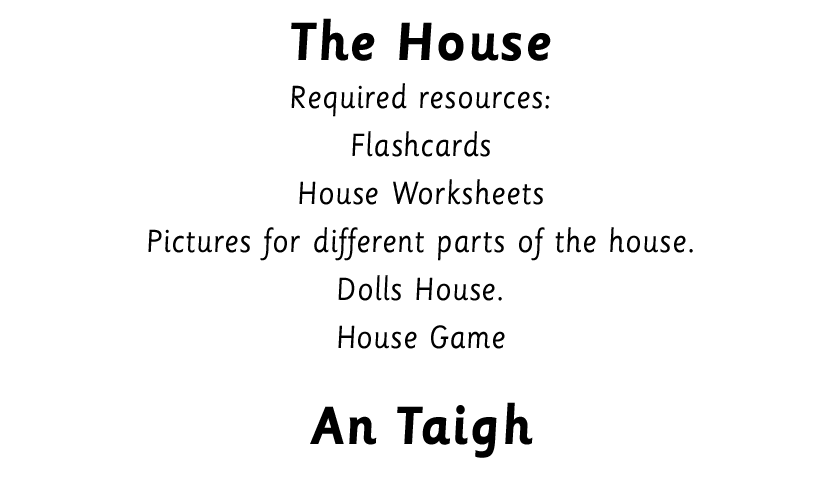 The House
Required resources:
Flashcards
House Worksheets
Pictures for different parts of the house.
Dolls House.
House Game
An Taigh